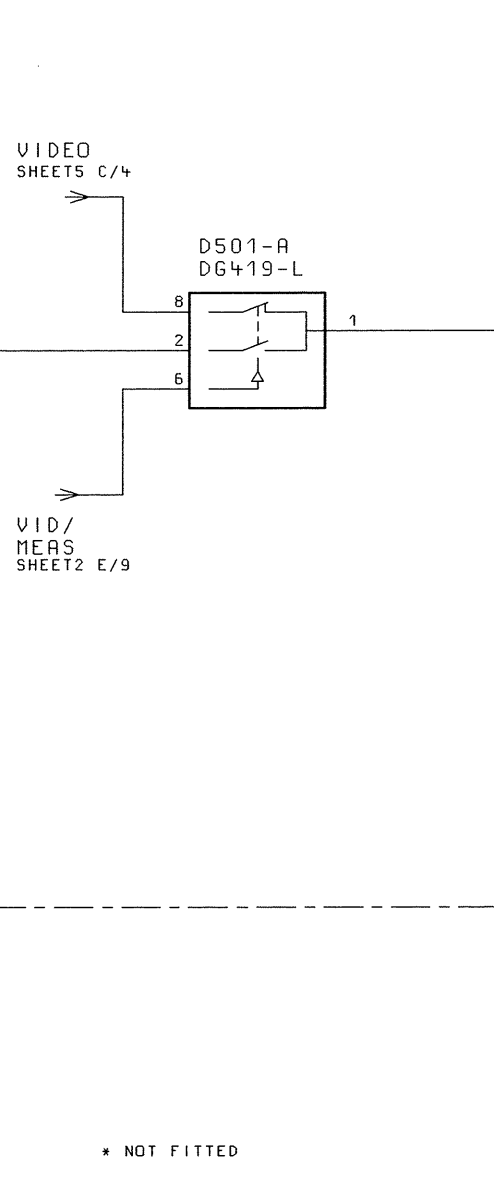 VIDEO
SHEET5 C/4
D501-A
DG419-L
8
1
2
6
VID/
MEAS
SHEET2 E/9
* NOT FITTED